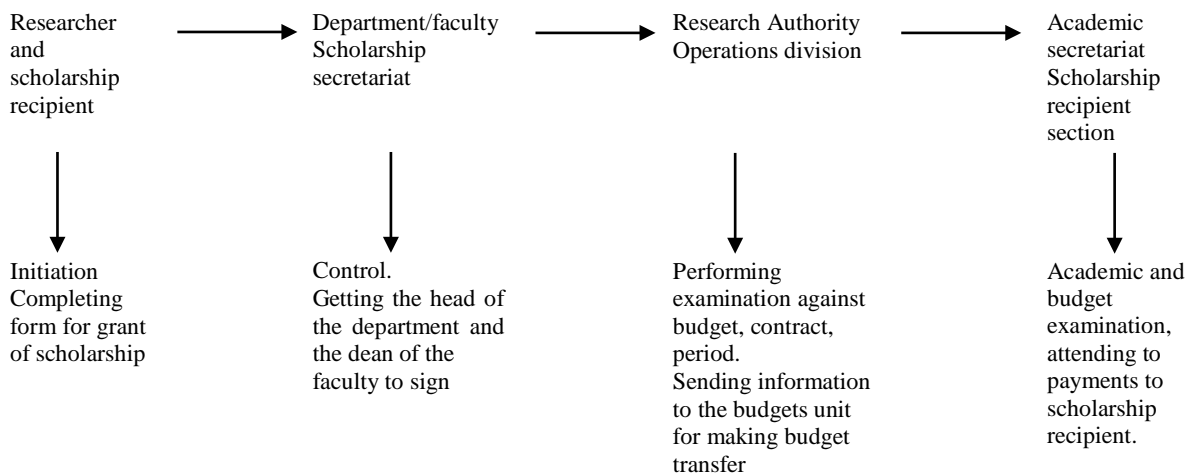 Researcher
and
scholarship
recipient
Department/faculty
Scholarship
secretariat
Research Authority
Operations division
Academic
secretariat
Scholarship
recipient
section
Initiation
Completing
form for grant
of scholarship
Control.
Getting the head of
the department and
the dean of the
faculty to sign
Performing
examination against
budget, contract,
period.
Sending information
to the budgets unit
for making budget
transfer
Academic and
budget
examination,
attending to
payments to
scholarship
recipient.